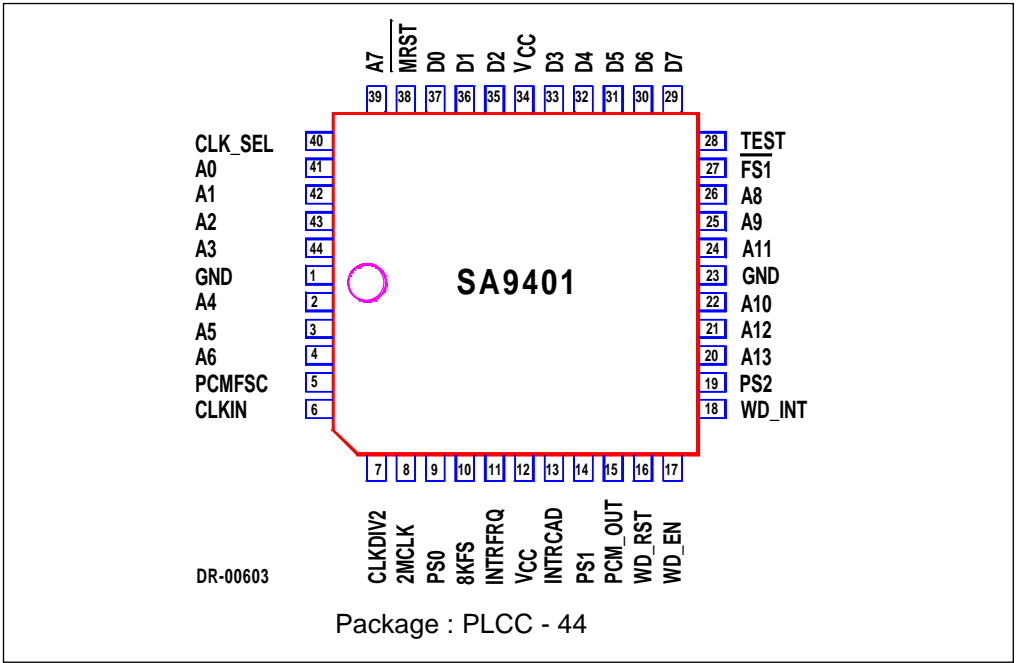 A7 MRST D0 D1 D2 VCC D3 D4 D5 D6 D7
39 38 37 36 35 34 33 32 31 30 29
CLK_SEL 40 28 TEST
A0 41 27 FS1
A1 42 26 A8
A2 43 25 A9
A3 44 24 A11
GND 1 SA9401 23 GND
A4 2 22 A10
A5 3 21 A12
A6 4 20 A13
PCMFSC 5 19 PS2
CLKIN 6 18 WD_INT
7 8 9 10 11 12 13 14 15 16 17
CLKDIV2 2MCLK PS0 8KFS INTRFRQ VCC INTRCAD PS1 PCM_OUT WD_RST WD_EN
DR-00603
Package : PLCC - 44